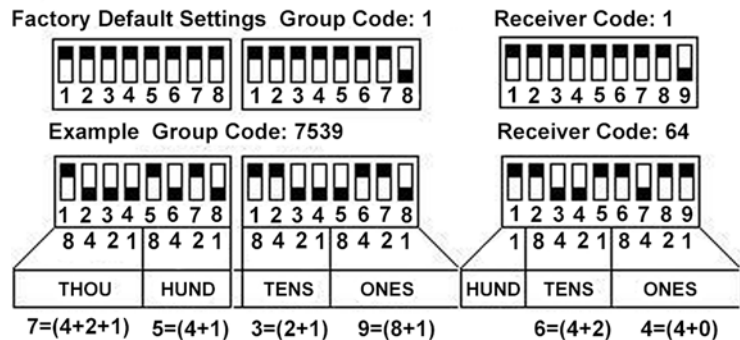 Factory Default Settings Group Code: 1 Receiver Code: 1
1 2 3 4 5 6 7 8 1 2 3 4 5 6 7 8 1 2 3 4 5 6 7 8 9
Example Group Code: 7539 Receiver Code: 64
1 2 3 4 5 6 7 8 1 2 3 4 5 6 7 8 1 2 3 4 5 6 7 8 9
8 4 2 1 8 4 2 1 8 4 2 1 8 4 2 1 1 8 4 2 1 8 4 2 1
THOU HUND TENS ONES HUND TENS ONES
7=(4+2+1) 5=(4+1) 3=(2+1) 9=(8+1) 6=(4+2) 4=(4+0)